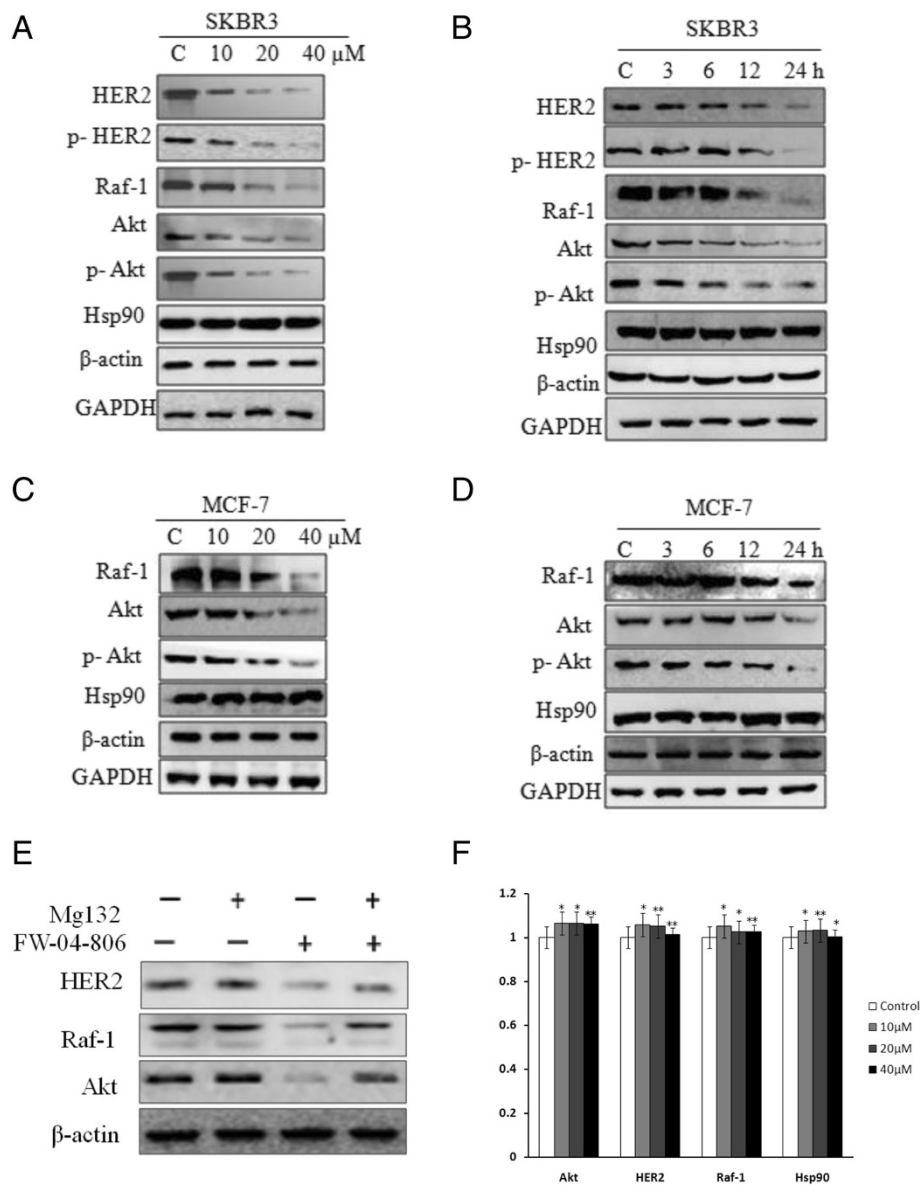 A
SKBR3
C 10 20 40 μM
HER2
p- HER2
Raf-1
Akt
p- Akt
Hsp90
β-actin
GAPDH
B
SKBR3
C 3 6 12 24 h
HER2
p- HER2
Raf-1
Akt
p- Akt
Hsp90
β-actin
GAPDH
C
MCF-7
C 10 20 40 μM
Raf-1
Akt
p- Akt
Hsp90
β-actin
GAPDH
D
MCF-7
C 3 6 12 24 h
Raf-1
Akt
p- Akt
Hsp90
β-actin
GAPDH
E
Mg132 − + − +
FW-04-806 − − + +
HER2
Raf-1
Akt
β-actin
F
1.2
1
0.8
0.6
0.4
0.2
0
* * **
* ** **
* * **
* ** *
Akt HER2 Raf-1 Hsp90
Control
10μM
20μM
40μM